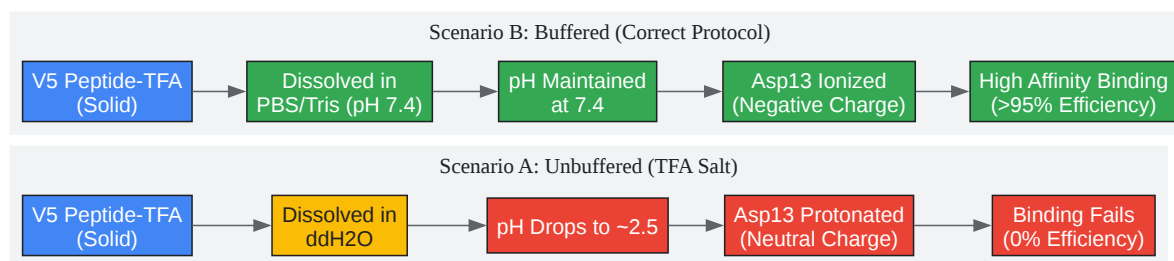 Scenario B: Buffered (Correct Protocol)
V5 Peptide-TFA
(Solid)
Dissolved in
PBS/Tris (pH 7.4)
pH Maintained
at 7.4
Asp13 Ionized
(Negative Charge)
High Affinity Binding
(>95% Efficiency)
Scenario A: Unbuffered (TFA Salt)
V5 Peptide-TFA
(Solid)
Dissolved in
ddH2O
pH Drops to ~2.5
Asp13 Protonated
(Neutral Charge)
Binding Fails
(0% Efficiency)